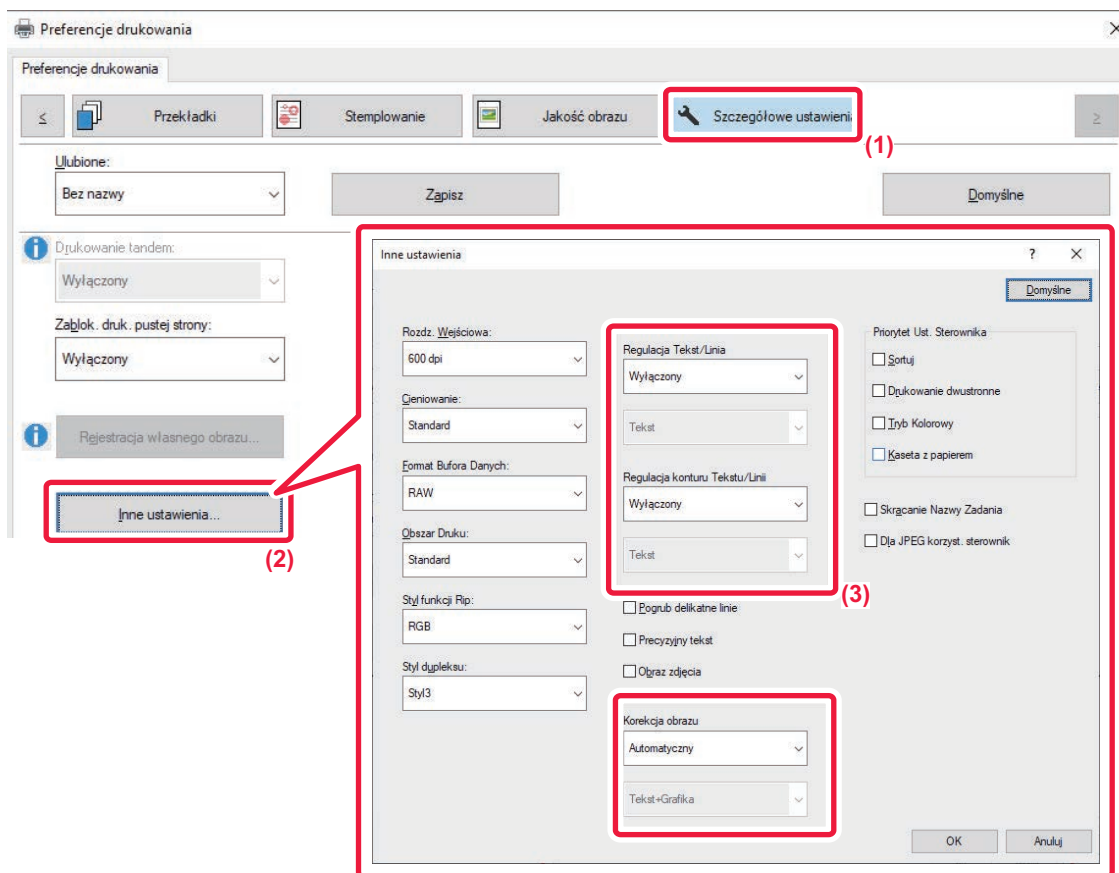 Preferencje drukowania
Preferencje drukowania
<
Przekładki
Stemplowanie
Jakość obrazu
Szczegółowe ustawieni
>
(1)
Ulubione:
Bez nazwy
Zapisz
Domyślne
Drukowanie tandem:
Wyłączony
Zablok. druk. pustej strony:
Wyłączony
Rejestracja własnego obrazu...
Inne ustawienia...
(2)
Inne ustawienia
?
Domyślne
Rozdz. Wejściowa:
600 dpi
Cieniowanie:
Standard
Format Bufora Danych:
RAW
Obszar Druku:
Standard
Styl funkcji Rip:
RGB
Styl dupleksu:
Styl3
Regulacja Tekst/Linia
Wyłączony
Tekst
Regulacja konturu Tekstu/Linii
Wyłączony
Tekst
(3)
Pogrub delikatne linie
Precyzyjny tekst
Obraz zdjęcia
Korekcja obrazu
Automatyczny
Tekst+Grafika
Priorytet Ust. Sterownika
Sortuj
Drukowanie dwustronne
Tryb Kolorowy
Kaseta z papierem
Skracanie Nazwy Zadania
Dla JPEG korzyst. sterownik
OK
Anuluj